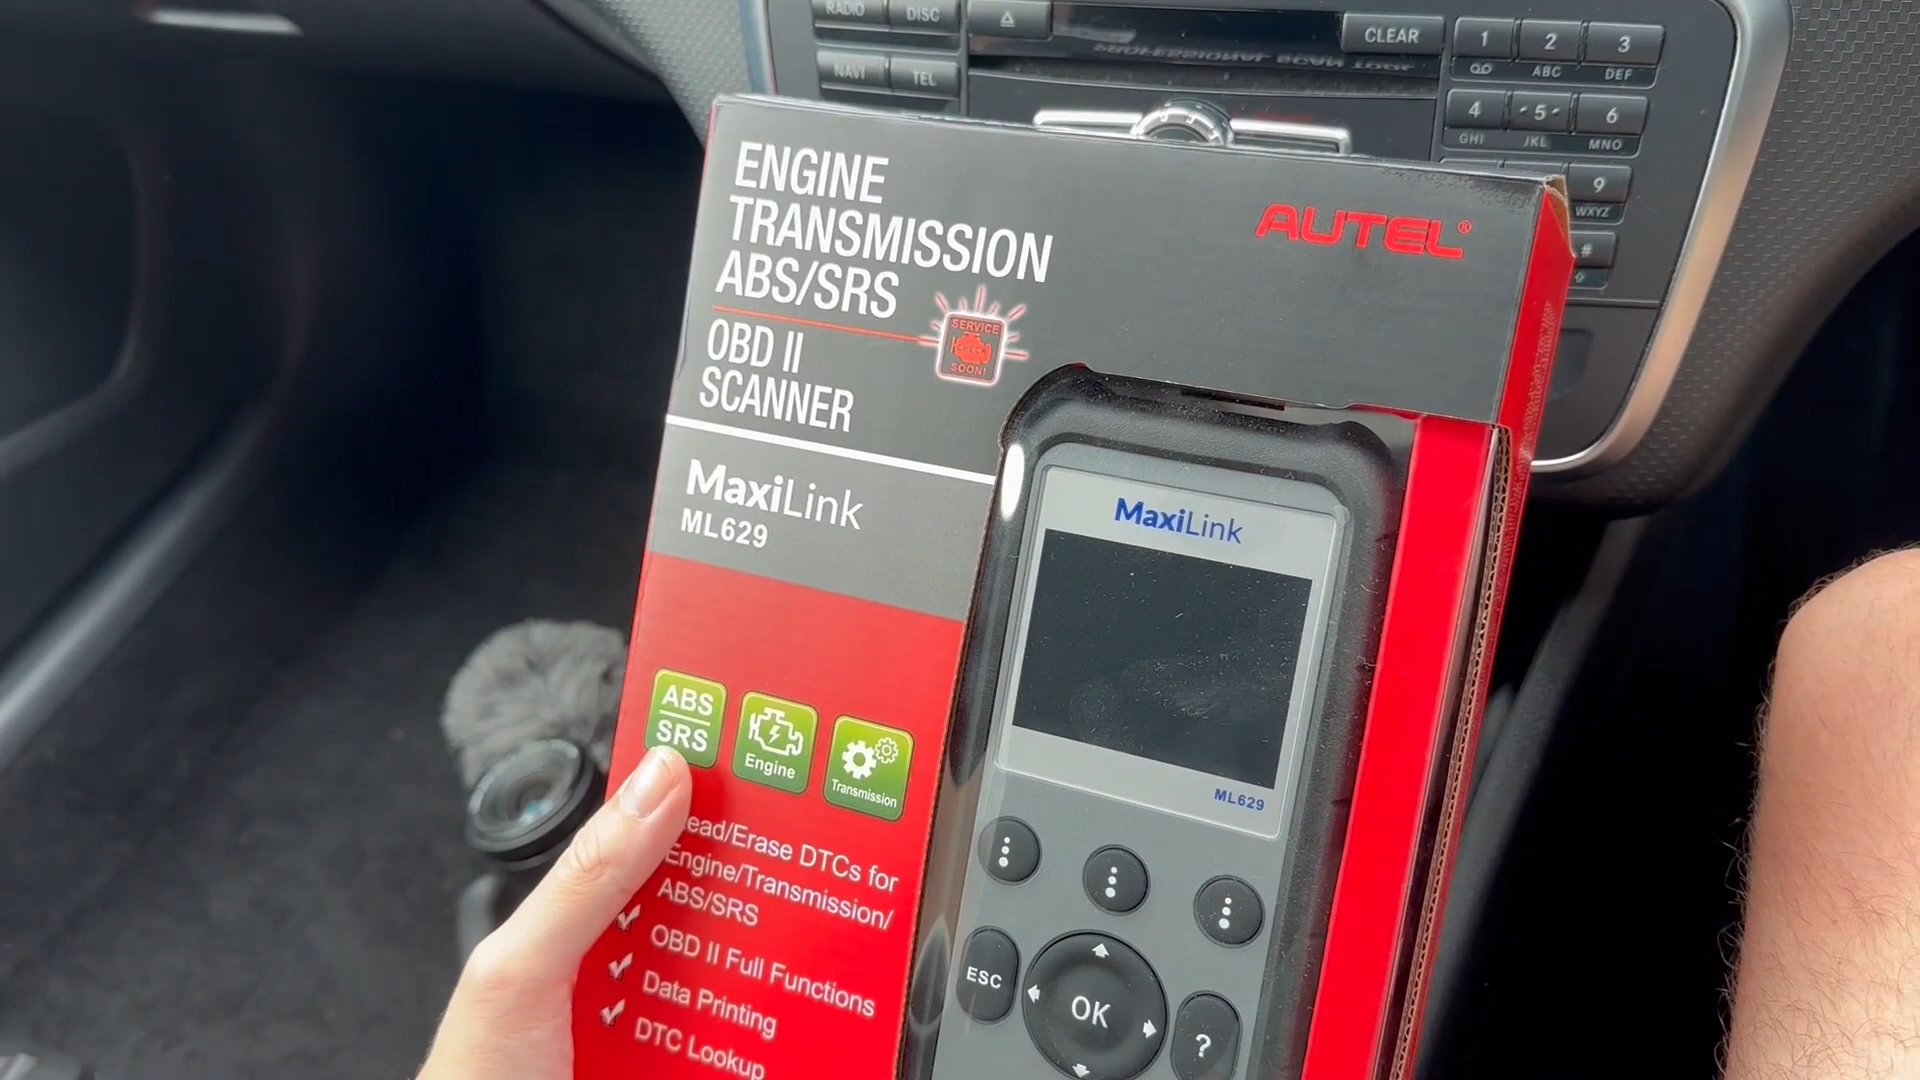 RADIO
DISC
CLEAR
1
2
3
ABC
DEF
NAVI
TEL
4
5
6
GHI
JKL
MNO
9
WXYZ
#
ENGINE
TRANSMISSION
ABS/SRS
OBD II
SCANNER
AUTEL®
SERVICE
CHECK
SOON!
MaxiLink
ML629
ABS
SRS
Engine
Transmission
ead/Erase DTCs for
Engine/Transmission/
ABS/SRS
OBD II Full Functions
Data Printing
DTC Lookup
MaxiLink
ML629
ESC
OK
?